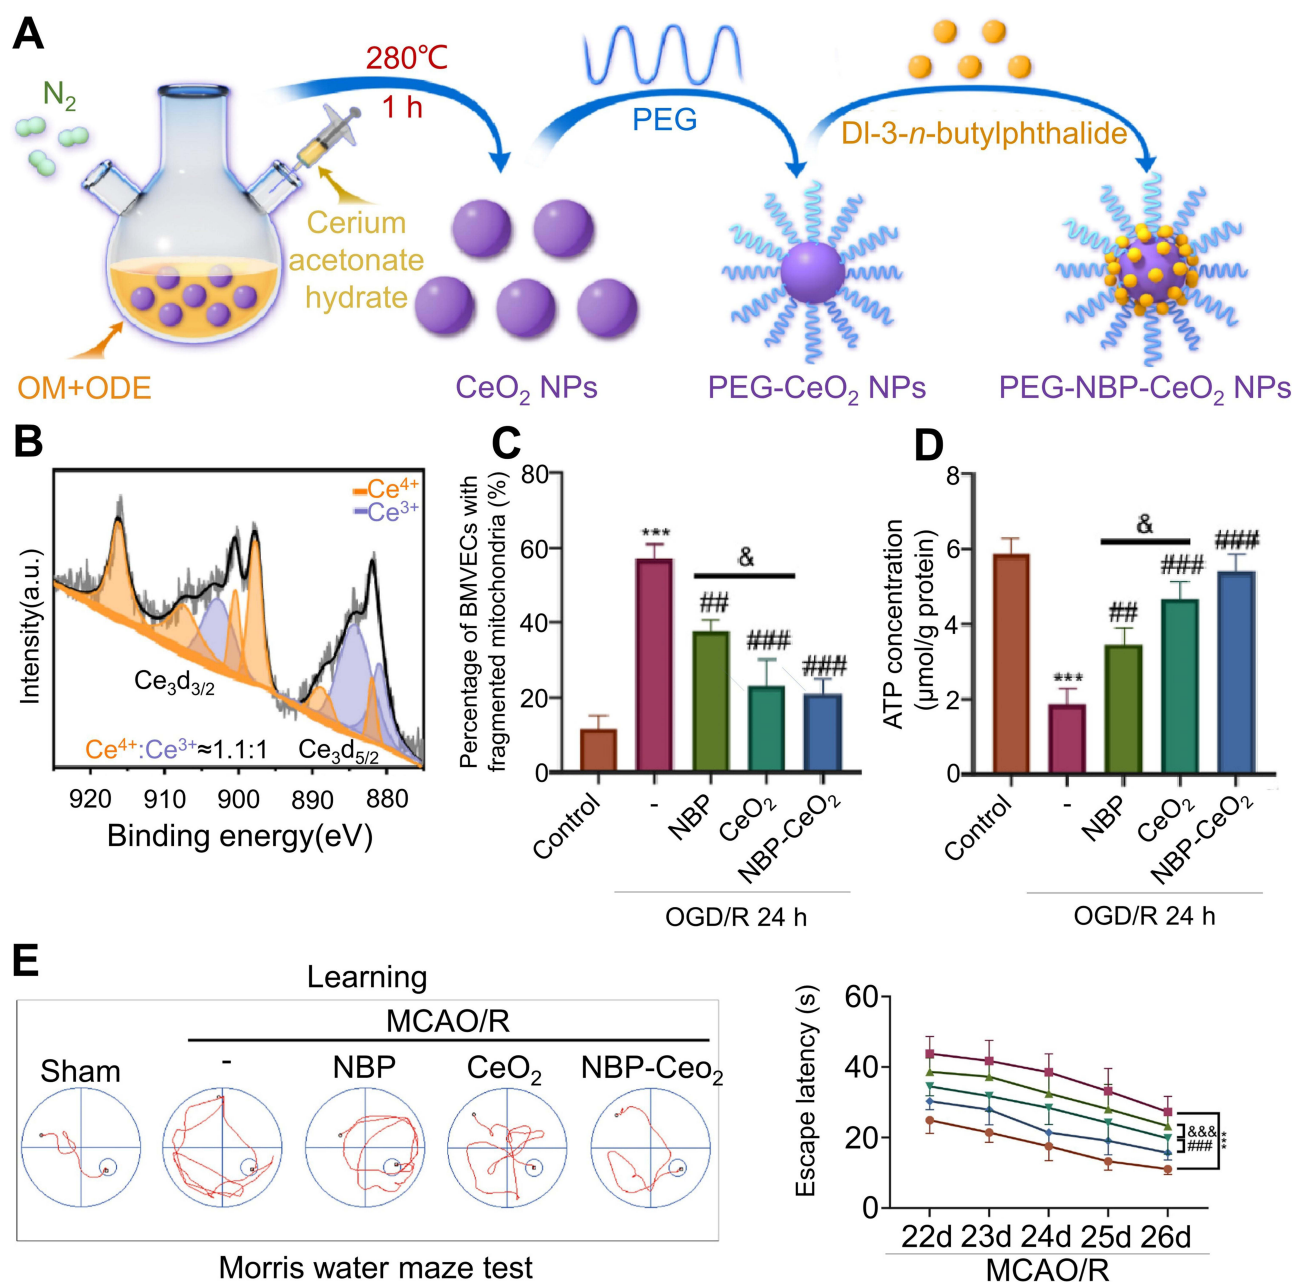 A
N2
280℃
1 h
PEG
Dl-3-n-butylphthalide
Cerium
acetonate
hydrate
OM+ODE
CeO2 NPs
PEG-CeO2 NPs
PEG-NBP-CeO2 NPs
B
Intensity(a.u.)
Ce4+
Ce3+
Ce3d3/2
Ce4+:Ce3+≈1.1:1
Ce3d5/2
920 910 900 890 880
Binding energy(eV)
C
Percentage of BMVECs with
fragmented mitochondria (%)
80
60
40
20
0
***
##
&
###
###
Control
-
NBP
CeO2
NBP-CeO2
OGD/R 24 h
D
ATP concentration
(μmol/g protein)
8
6
4
2
0
***
##
&
###
####
Control
-
NBP
CeO2
NBP-CeO2
OGD/R 24 h
E
Learning
MCAO/R
Sham
-
NBP
CeO2
NBP-Ceo2
Morris water maze test
Escape latency (s)
60
40
20
0
&&&
###
***
22d 23d 24d 25d 26d
MCAO/R